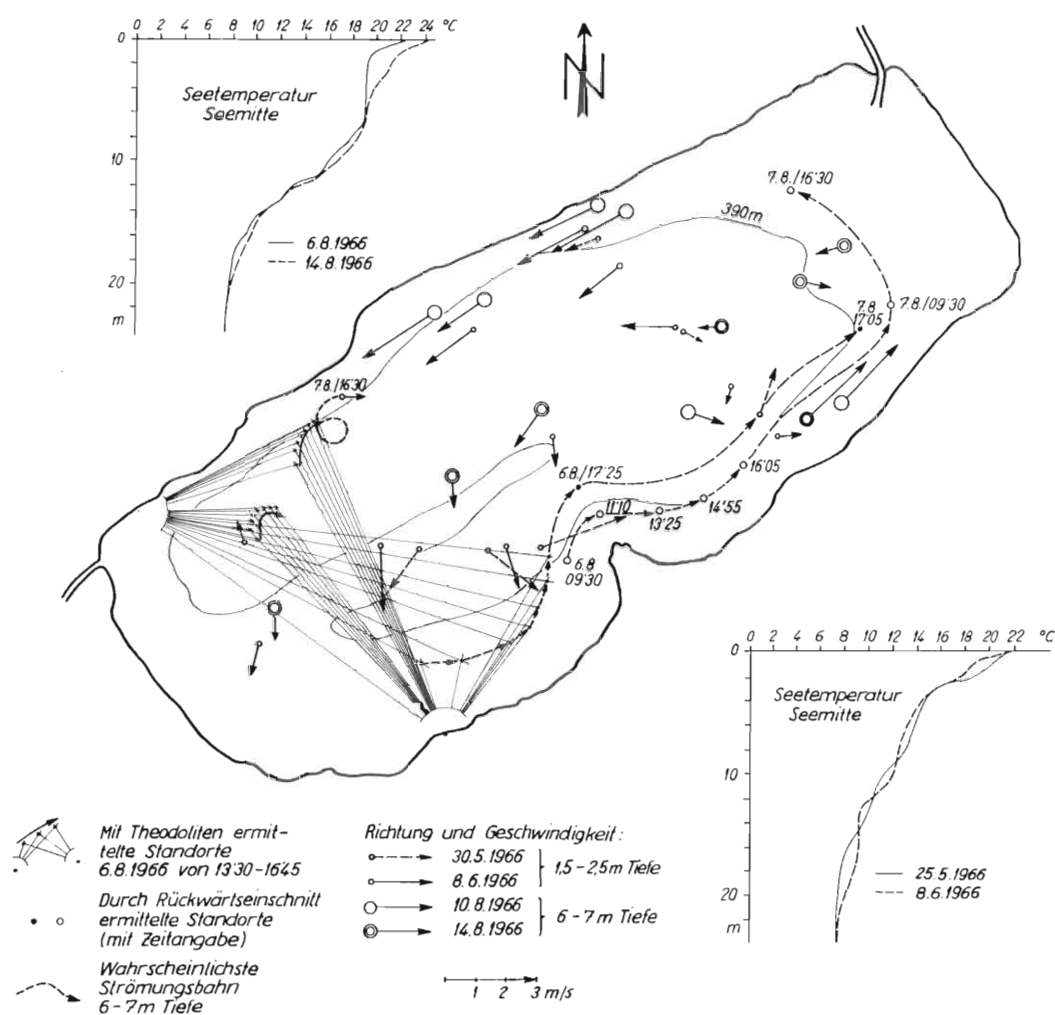 0 2 4 6 8 10 12 14 16 18 20 22 24 °C
0
Seetemperatur
Seemitte
10
6.8.1966
14.8.1966
20
m
N
7.8./16'30
390m
7.8.
17'05
7.8./09'30
7.8./16'30
6.8./17'25
11'10
13'25
14'55
16'05
6.8
09'30
0 2 4 6 8 10 12 14 16 18 20 22 °C
0
Seetemperatur
Seemitte
10
25.5.1966
8.6.1966
20
m
Mit Theodoliten ermit-
telte Standorte
6.8.1966 von 13'30-16'45
Durch Rückwärtseinschnitt
ermittelte Standorte
(mit Zeitangabe)
Wahrscheinlichste
Strömungsbahn
6-7m Tiefe
Richtung und Geschwindigkeit:
30.5.1966
8.6.1966
1,5-2,5m Tiefe
10.8.1966
14.8.1966
6-7m Tiefe
1 2 3 m/s